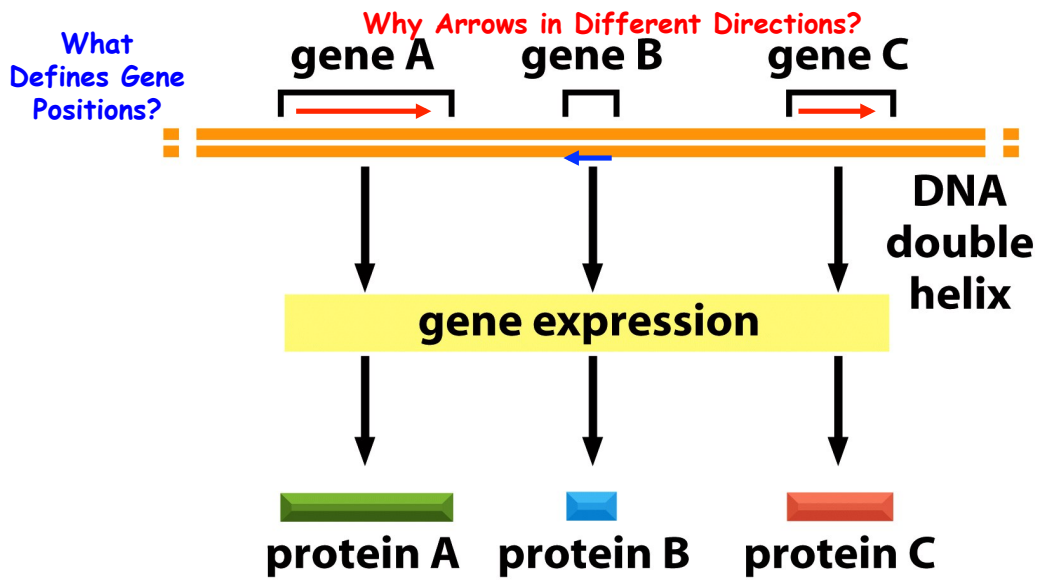 Why Arrows in Different Directions?
What
Defines Gene
Positions?
gene A
gene B
gene C
DNA
double
helix
gene expression
protein A
protein B
protein C